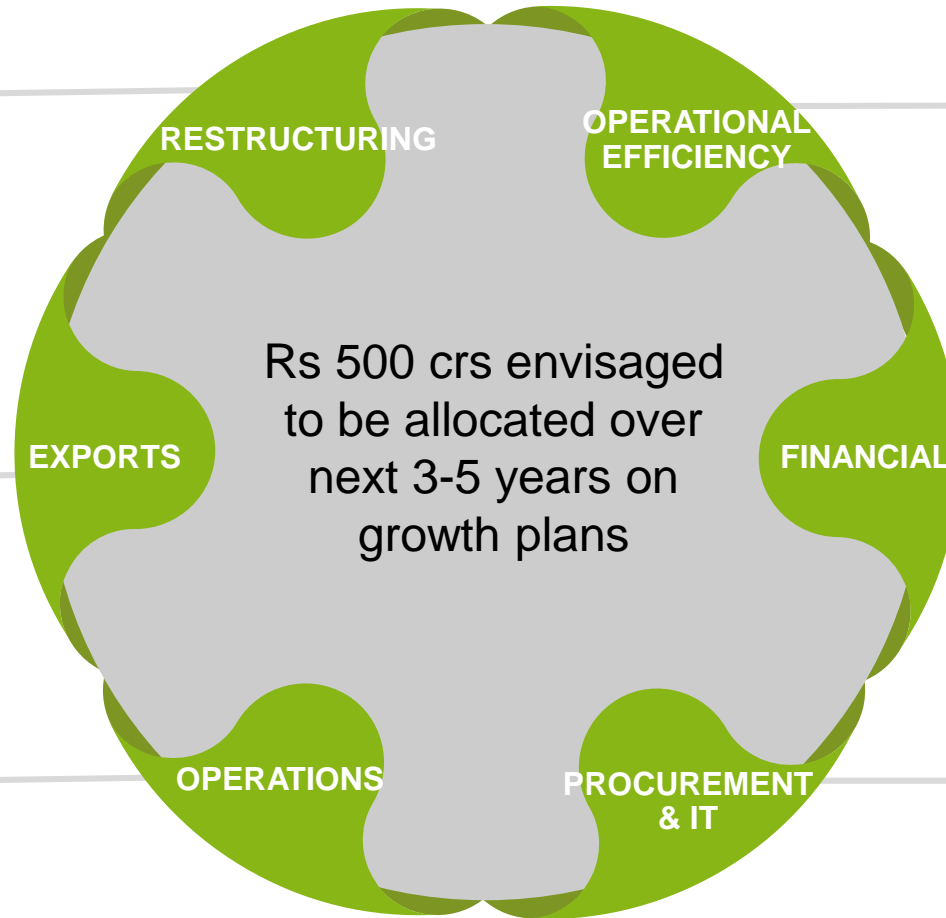 RESTRUCTURING
OPERATIONAL
EFFICIENCY
Rs 500 crs envisaged
to be allocated over
next 3-5 years on
growth plans
EXPORTS
FINANCIAL
OPERATIONS
PROCUREMENT
& IT